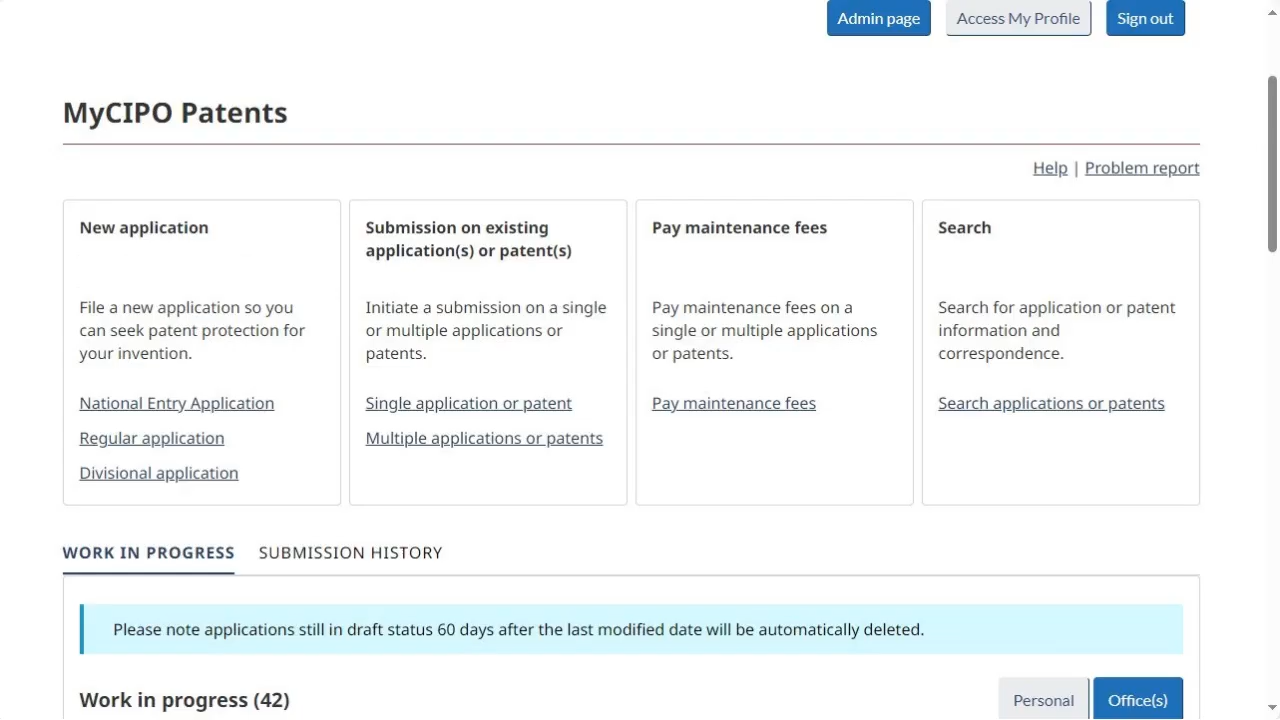 Admin page
Access My Profile
Sign out
MyCIPO Patents
Help | Problem report
New application
File a new application so you
can seek patent protection for
your invention.
National Entry Application
Regular application
Divisional application
Submission on existing
application(s) or patent(s)
Initiate a submission on a single
or multiple applications or
patents.
Single application or patent
Multiple applications or patents
Pay maintenance fees
Pay maintenance fees on a
single or multiple applications
or patents.
Pay maintenance fees
Search
Search for application or patent
information and
correspondence.
Search applications or patents
WORK IN PROGRESS
SUBMISSION HISTORY
Please note applications still in draft status 60 days after the last modified date will be automatically deleted.
Work in progress (42)
Personal
Office(s)